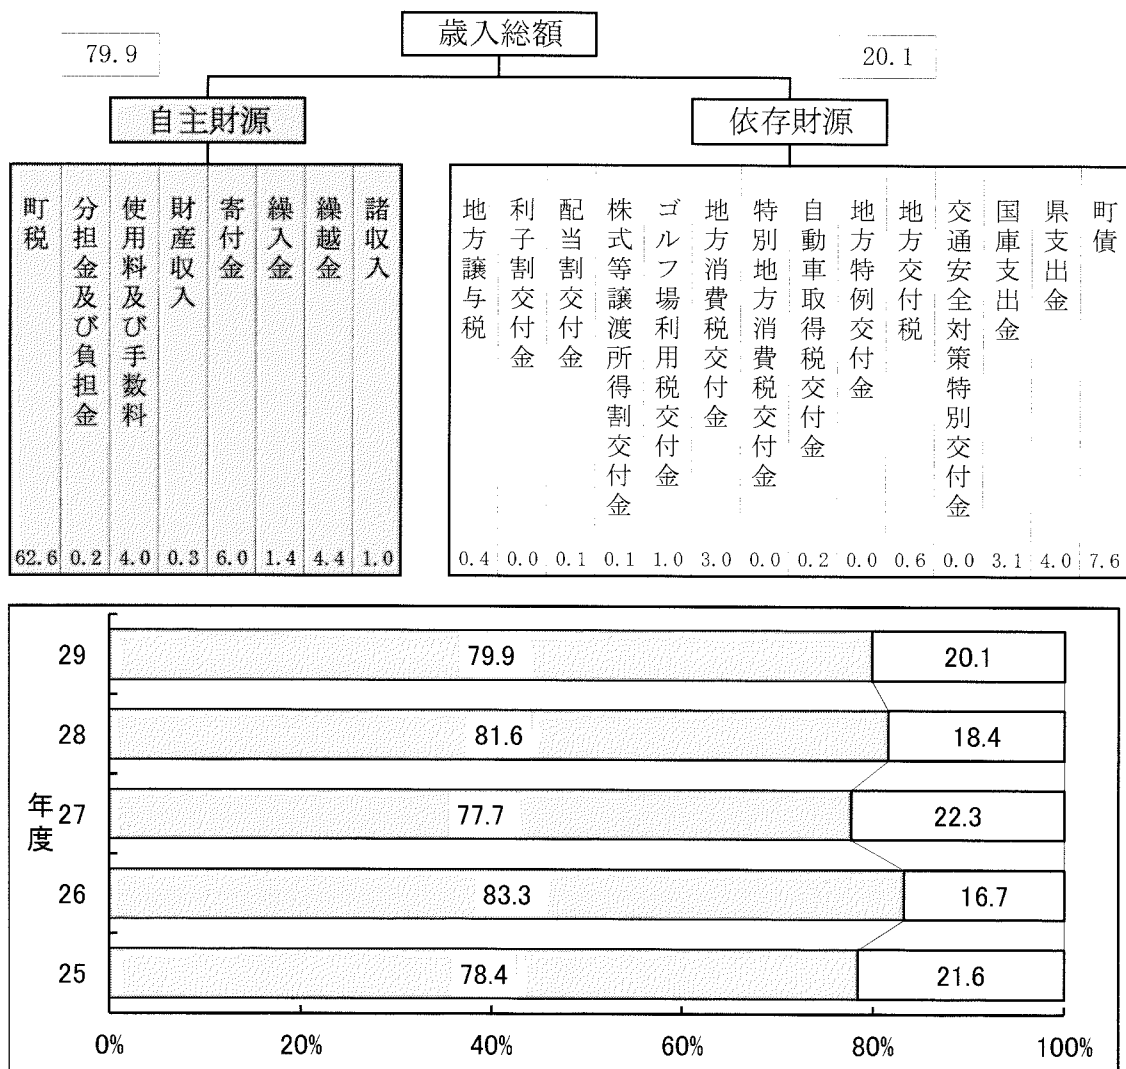 歳入総額
79.9
20.1
自主財源
依存財源
町税
分担金及び負担金
使用料及び手数料
財産収入
寄付金
繰入金
繰越金
諸収入
62.6 0.2 4.0 0.3 6.0 1.4 4.4 1.0
地方譲与税
利子割交付金
配当割交付金
株式等譲渡所得割交付金
ゴルフ場利用税交付金
地方消費税交付金
特別地方消費税交付金
自動車取得税交付金
地方特例交付金
地方交付税
交通安全対策特別交付金
国庫支出金
県支出金
町債
0.4 0.0 0.1 0.1 1.0 3.0 0.0 0.2 0.0 0.6 0.0 3.1 4.0 7.6
年度
29 79.9 20.1
28 81.6 18.4
27 77.7 22.3
26 83.3 16.7
25 78.4 21.6
0% 20% 40% 60% 80% 100%